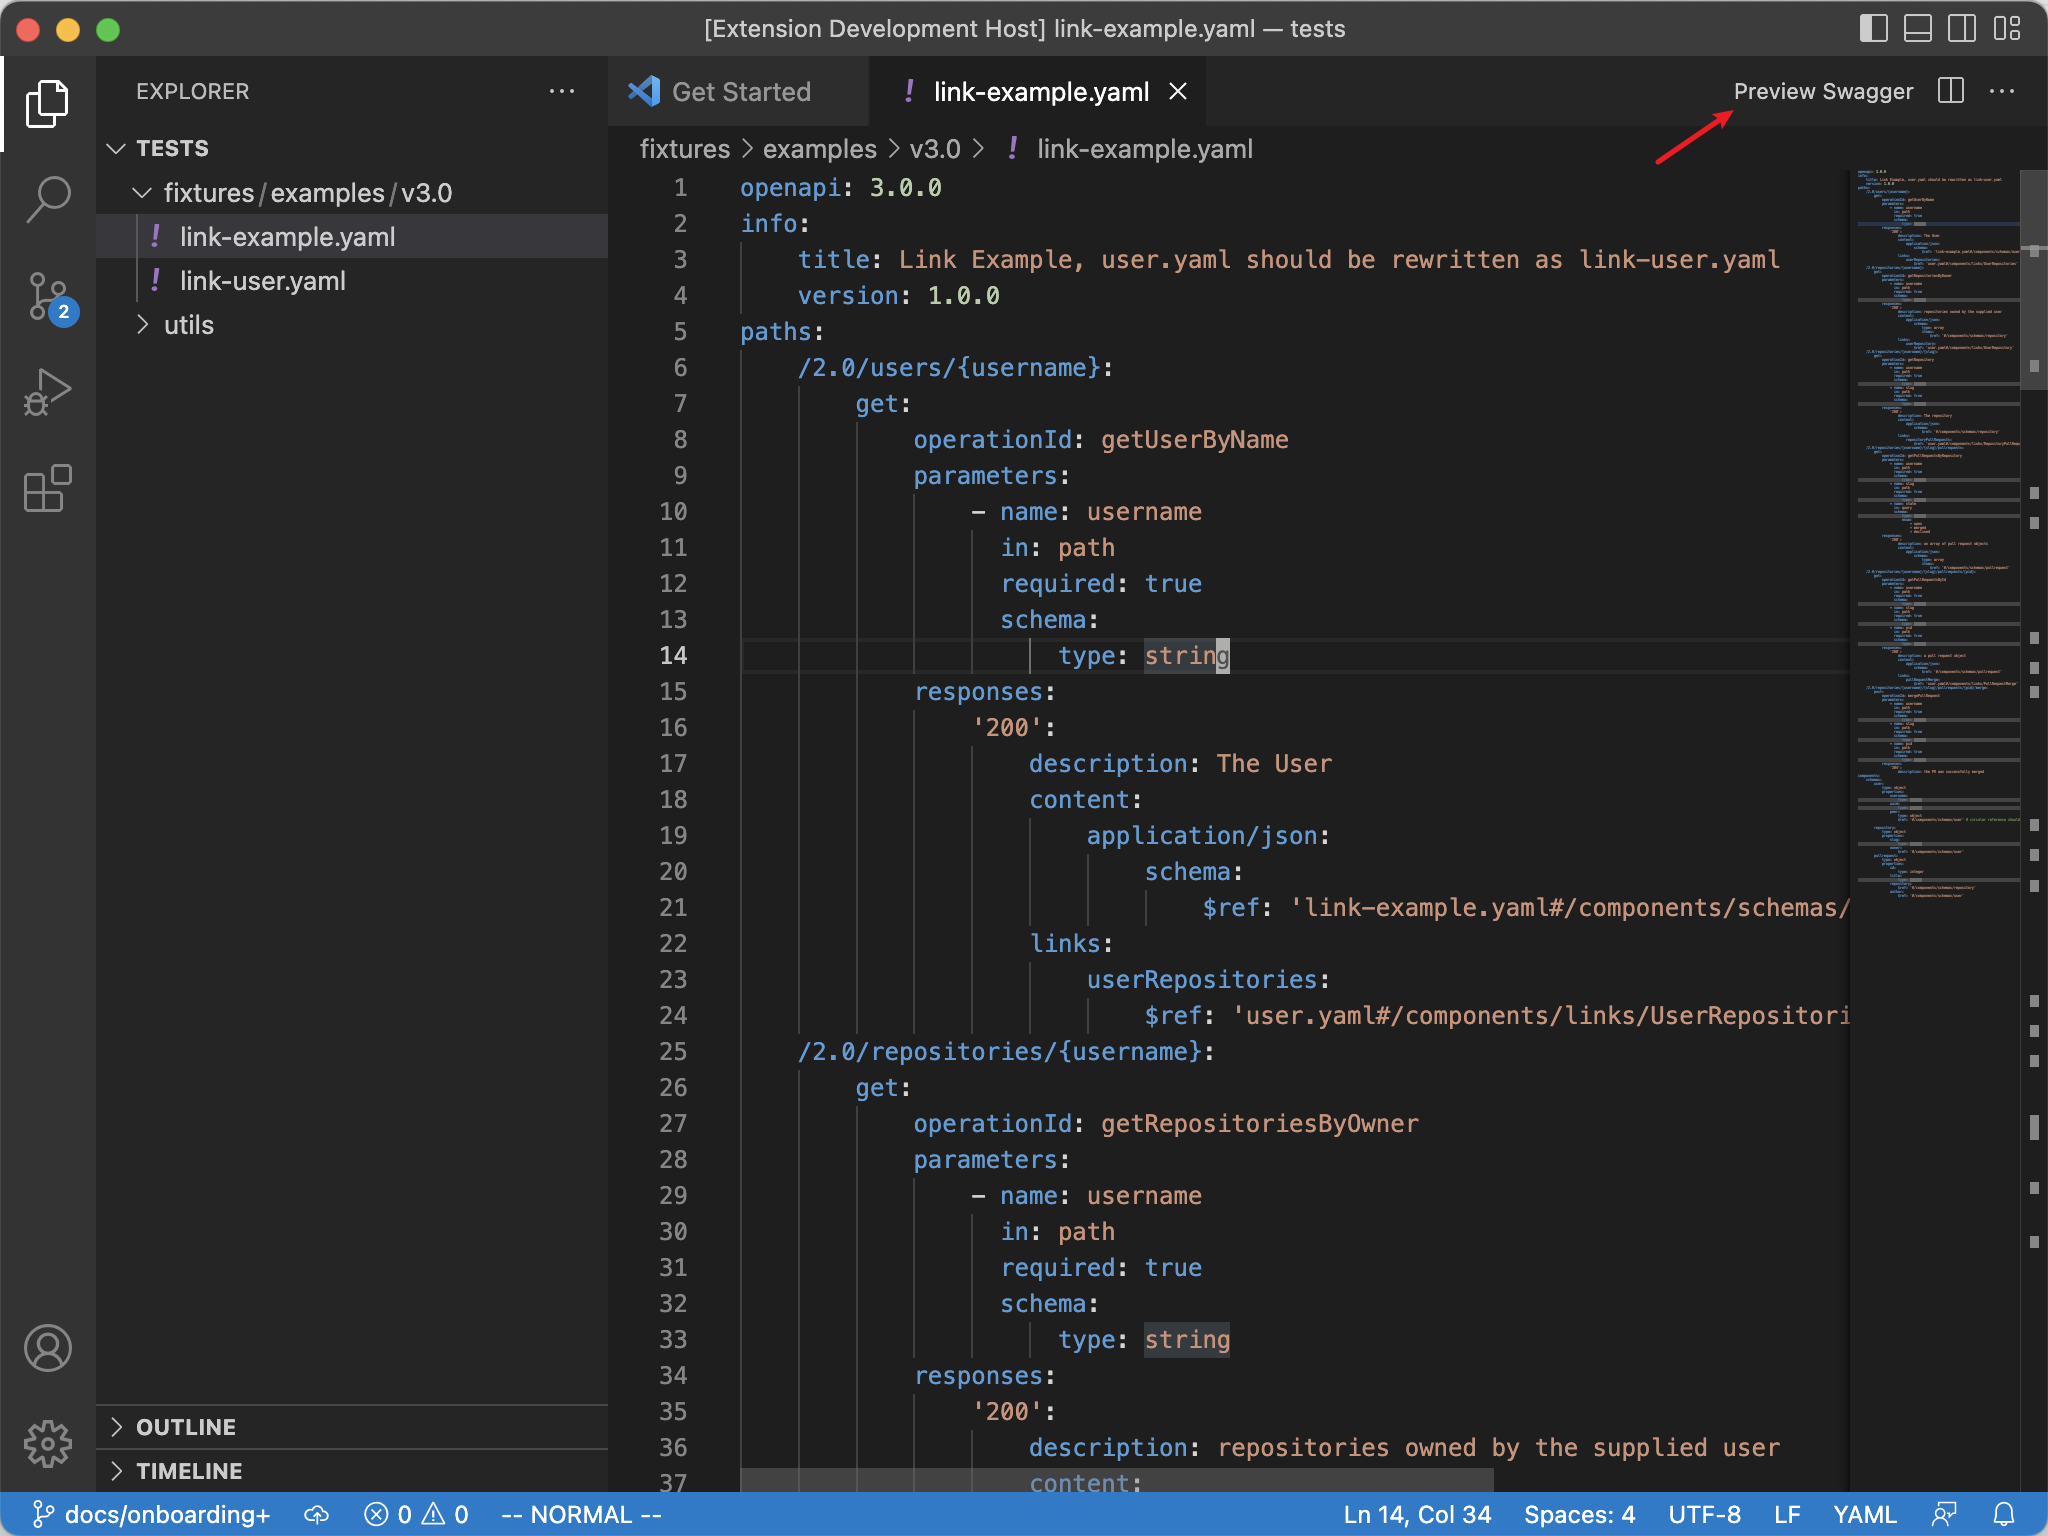 [Extension Development Host] link-example.yaml — tests
EXPLORER
TESTS
fixtures/examples/v3.0
! link-example.yaml
! link-user.yaml
utils
2
OUTLINE
TIMELINE
Get Started
! link-example.yaml
Preview Swagger
fixtures > examples > v3.0 > ! link-example.yaml
1 openapi: 3.0.0
2 info:
3 title: Link Example, user.yaml should be rewritten as link-user.yaml
4 version: 1.0.0
5 paths:
6 /2.0/users/{username}:
7 get:
8 operationId: getUserByName
9 parameters:
10 - name: username
11 in: path
12 required: true
13 schema:
14 type: string
15 responses:
16 '200':
17 description: The User
18 content:
19 application/json:
20 schema:
21 $ref: 'link-example.yaml#/components/schemas/
22 links:
23 userRepositories:
24 $ref: 'user.yaml#/components/links/UserRepositori
25 /2.0/repositories/{username}:
26 get:
27 operationId: getRepositoriesByOwner
28 parameters:
29 - name: username
30 in: path
31 required: true
32 schema:
33 type: string
34 responses:
35 '200':
36 description: repositories owned by the supplied user
37 content:
docs/onboarding+ 0 0 -- NORMAL -- Ln 14, Col 34 Spaces: 4 UTF-8 LF YAML